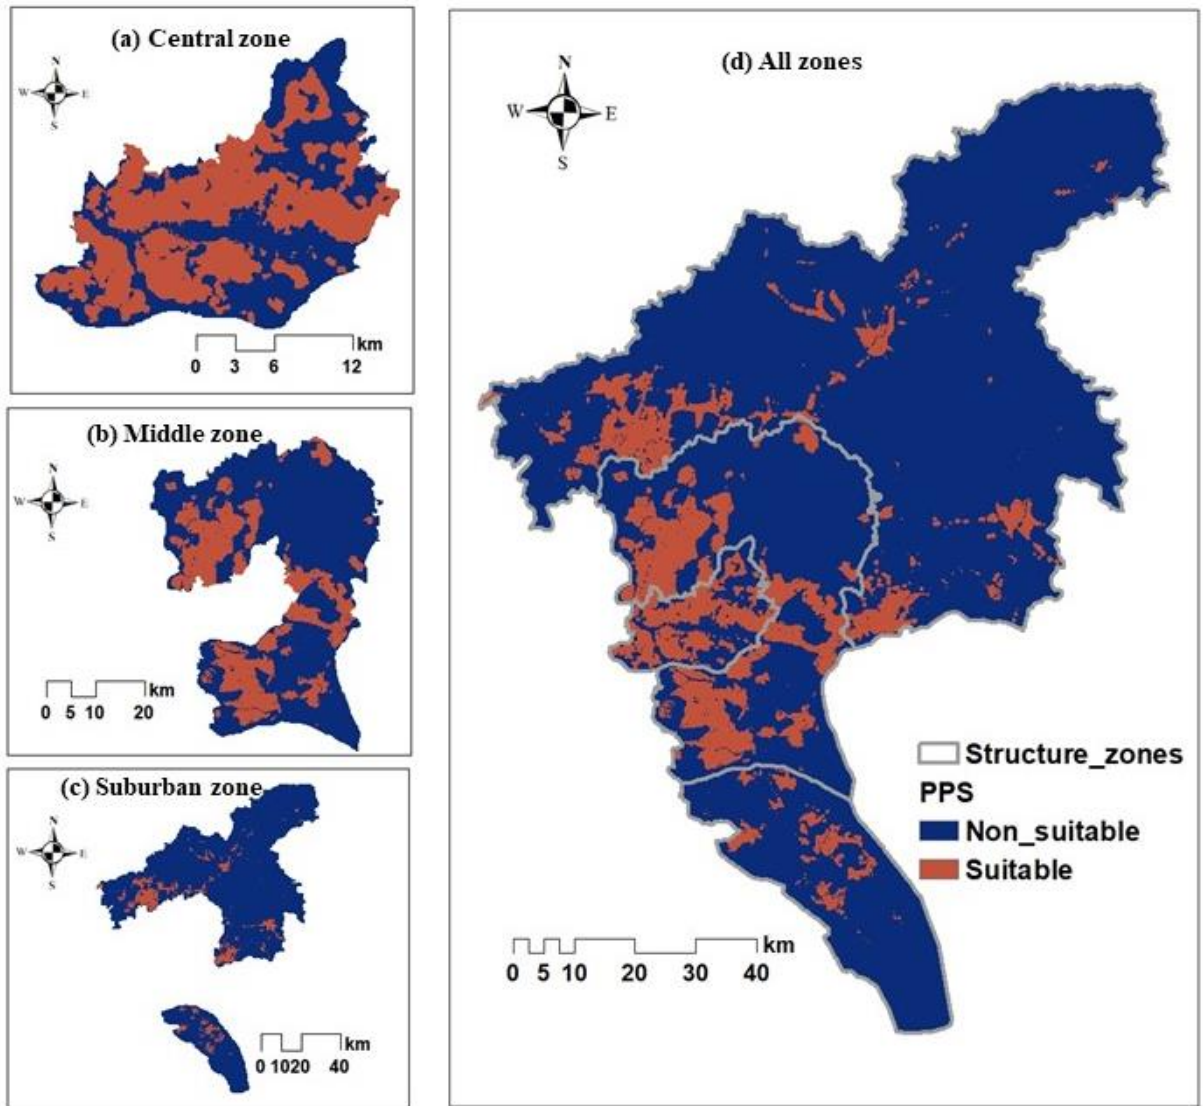 (a) Central zone
N
W E
S
km
0 3 6 12
(b) Middle zone
N
W E
S
km
0 5 10 20
(c) Suburban zone
N
W E
S
km
0 1020 40
(d) All zones
N
W E
S
Structure_zones
PPS
Non_suitable
Suitable
km
0 5 10 20 30 40